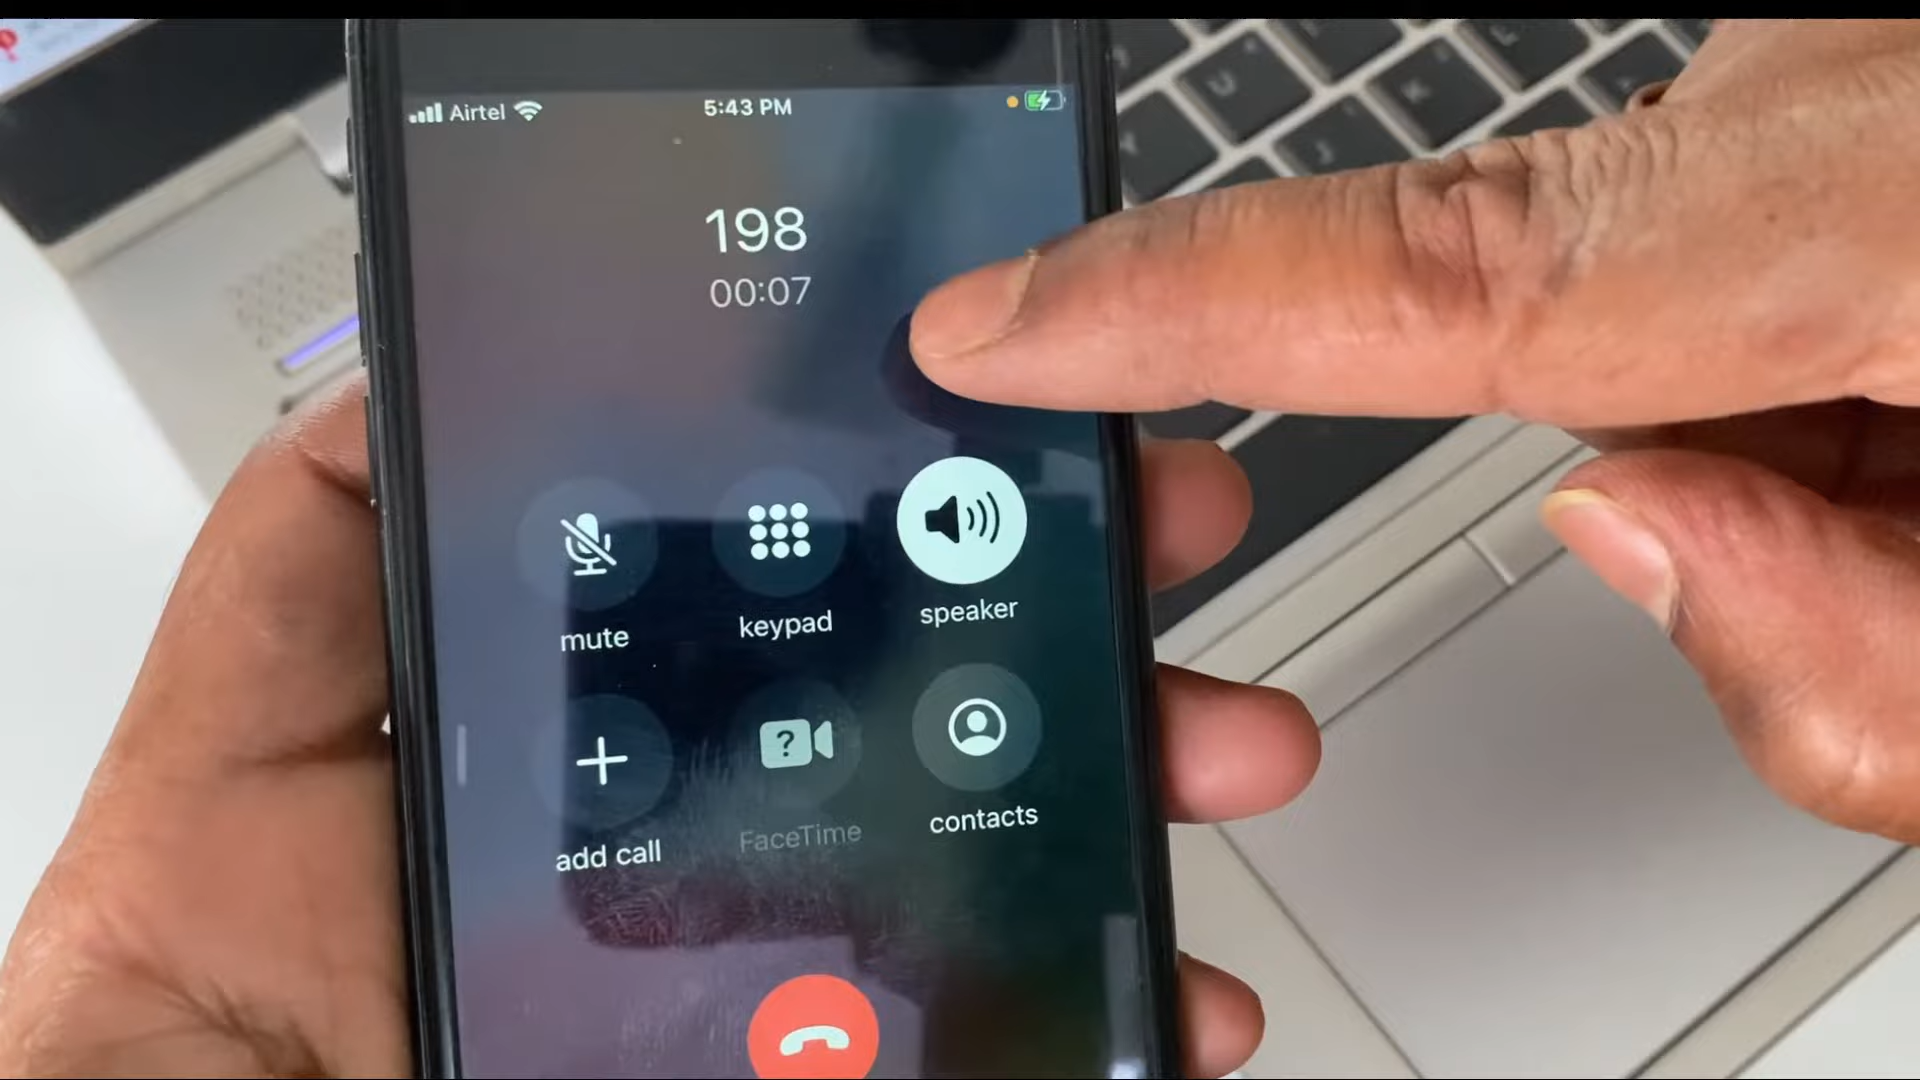 Airtel 5:43 PM
198
00:07
mute keypad speaker
add call FaceTime contacts